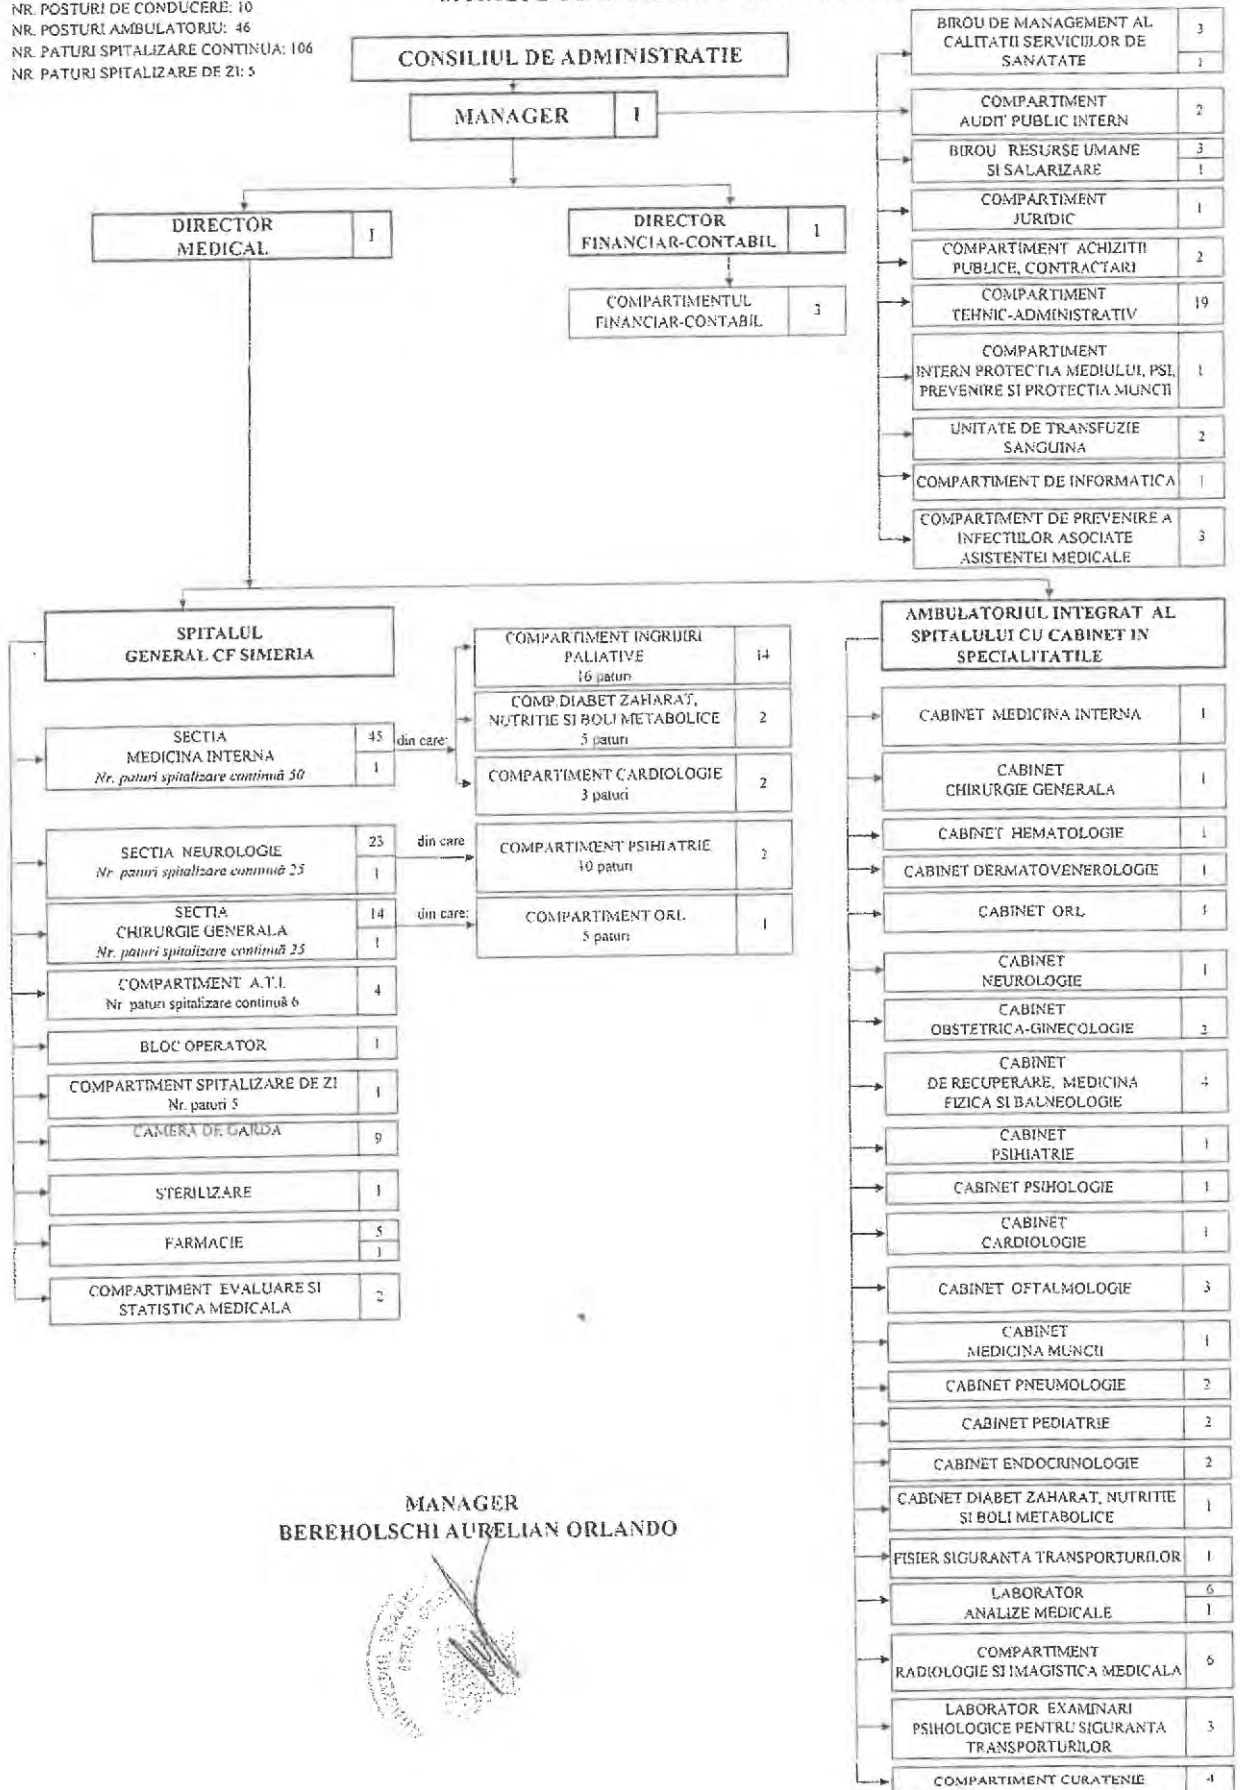 NR. POSTURI DE CONDUCERE: 10
NR. POSTURI AMBULATORIU: 46
NR. PATURI SPITALIZARE CONTINUA: 106
NR. PATURI SPITALIZARE DE ZI: 5
CONSILIUL DE ADMINISTRATIE
MANAGER 1
DIRECTOR
MEDICAL
1
DIRECTOR
FINANCIAR-CONTABIL
1
COMPARTIMENTUL
FINANCIAR-CONTABIL
3
BIROU DE MANAGEMENT AL
CALITATII SERVICIILOR DE
SANATATE
3
1
COMPARTIMENT
AUDIT PUBLIC INTERN
2
BIROU RESURSE UMANE
SI SALARIZARE
3
1
COMPARTIMENT
JURIDIC
1
COMPARTIMENT ACHIZITII
PUBLICE, CONTRACTARI
2
COMPARTIMENT
TEHNIC-ADMINISTRATIV
19
COMPARTIMENT
INTERN PROTECTIA MEDIULUI, PSI,
PREVENIRE SI PROTECTIA MUNCII
1
UNITATE DE TRANSFUZIE
SANGUINA
2
COMPARTIMENT DE INFORMATICA 1
COMPARTIMENT DE PREVENIRE A
INFECTIILOR ASOCIATE
ASISTENTEI MEDICALE
3
SPITALUL
GENERAL CF SIMERIA
SECTIA
MEDICINA INTERNA
Nr. paturi spitalizare continuă 50
45
1
din care:
COMPARTIMENT INGRIJIRI
PALIATIVE
16 paturi
14
COMP.DIABET ZAHARAT,
NUTRITIE SI BOLI METABOLICE
5 paturi
2
COMPARTIMENT CARDIOLOGIE
3 paturi
2
SECTIA NEUROLOGIE
Nr paturi spitalizare continuă 25
23
1
din care
COMPARTIMENT PSIHIATRIE
10 paturi
2
SECTIA
CHIRURGIE GENERALA
Nr. paturi spitalizare continuă 25
14
1
din care:
COMPARTIMENT ORL
5 paturi
1
COMPARTIMENT A.T.I.
Nr paturi spitalizare continuă 6
4
BLOC OPERATOR 1
COMPARTIMENT SPITALIZARE DE ZI
Nr. paturi 5
1
CAMERA DE GARDA 9
STERILIZARE 1
FARMACIE
5
1
COMPARTIMENT EVALUARE SI
STATISTICA MEDICALA
2
AMBULATORIUL INTEGRAT AL
SPITALULUI CU CABINET IN
SPECIALITATILE
CABINET MEDICINA INTERNA 1
CABINET
CHIRURGIE GENERALA
1
CABINET HEMATOLOGIE 1
CABINET DERMATOVENEROLOGIE 1
CABINET ORL 1
CABINET
NEUROLOGIE
1
CABINET
OBSTETRICA-GINECOLOGIE
2
CABINET
DE RECUPERARE, MEDICINA
FIZICA SI BALNEOLOGIE
4
CABINET
PSIHIATRIE
1
CABINET PSIHOLOGIE 1
CABINET
CARDIOLOGIE
1
CABINET OFTALMOLOGIE 3
CABINET
MEDICINA MUNCII
1
CABINET PNEUMOLOGIE 2
CABINET PEDIATRIE 2
CABINET ENDOCRINOLOGIE 2
CABINET DIABET ZAHARAT, NUTRITIE
SI BOLI METABOLICE
1
FISIER SIGURANTA TRANSPORTURILOR 1
LABORATOR
ANALIZE MEDICALE
6
1
COMPARTIMENT
RADIOLOGIE SI IMAGISTICA MEDICALA
6
LABORATOR EXAMINARI
PSIHOLOGICE PENTRU SIGURANTA
TRANSPORTURILOR
3
COMPARTIMENT CURATENIE 4
MANAGER
BEREHOLSCHI AURELIAN ORLANDO